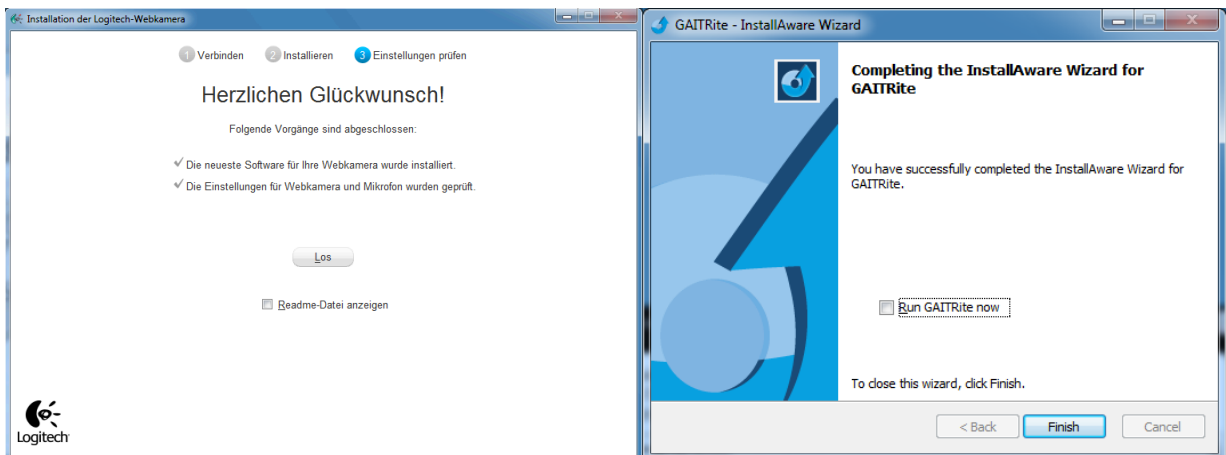 Installation der Logitech-Webkamera
1 Verbinden 2 Installieren 3 Einstellungen prüfen
Herzlichen Glückwunsch!
Folgende Vorgänge sind abgeschlossen:
Die neueste Software für Ihre Webkamera wurde installiert.
Die Einstellungen für Webkamera und Mikrofon wurden geprüft.
Los
Readme-Datei anzeigen
Logitech
GAITRite - InstallAware Wizard
Completing the InstallAware Wizard for
GAITRite
You have successfully completed the InstallAware Wizard for
GAITRite.
Run GAITRite now
To close this wizard, click Finish.
< Back Finish Cancel